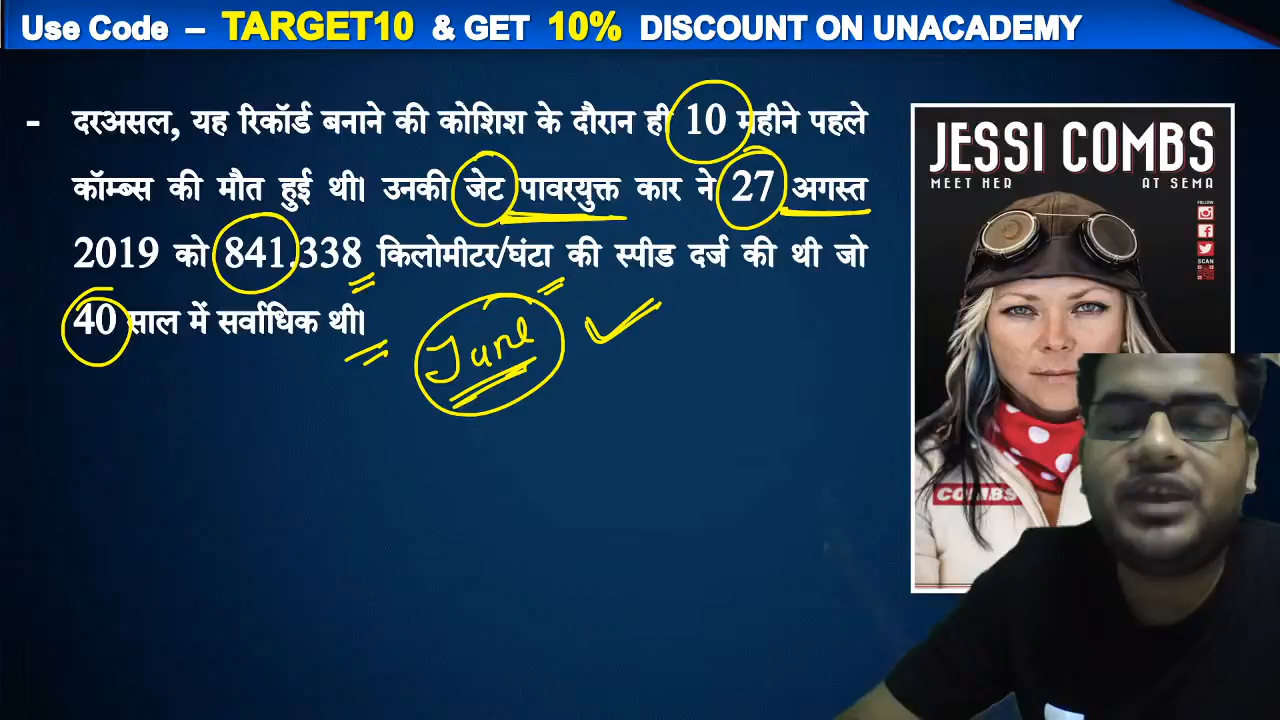 Use Code – TARGET10 & GET 10% DISCOUNT ON UNACADEMY
- दरअसल, यह रिकॉर्ड बनाने की कोशिश के दौरान ही 10 महीने पहले
कॉम्ब्स की मौत हुई थी। उनकी जेट पावरयुक्त कार ने 27 अगस्त
2019 को 841.338 किलोमीटर/घंटा की स्पीड दर्ज की थी जो
40 साल में सर्वाधिक थी।
June
JESSI COMBS
MEET HER AT SEMA
FOLLOW
SCAN
COMBS